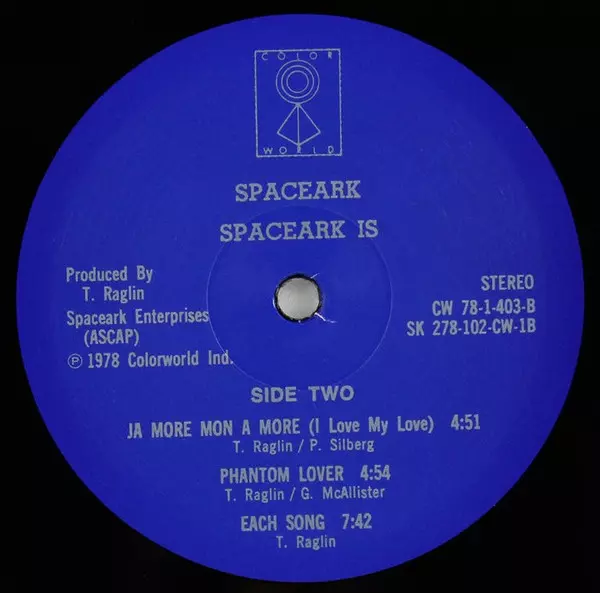 COLOR
WORLD
SPACEARK
SPACEARK IS
Produced By
T. Raglin
Spaceark Enterprises
(ASCAP)
℗ 1978 Colorworld Ind.
STEREO
CW 78-1-403-B
SK 278-102-CW-1B
SIDE TWO
JA MORE MON A MORE (I Love My Love) 4:51
T. Raglin / P. Silberg
PHANTOM LOVER 4:54
T. Raglin / G. McAllister
EACH SONG 7:42
T. Raglin